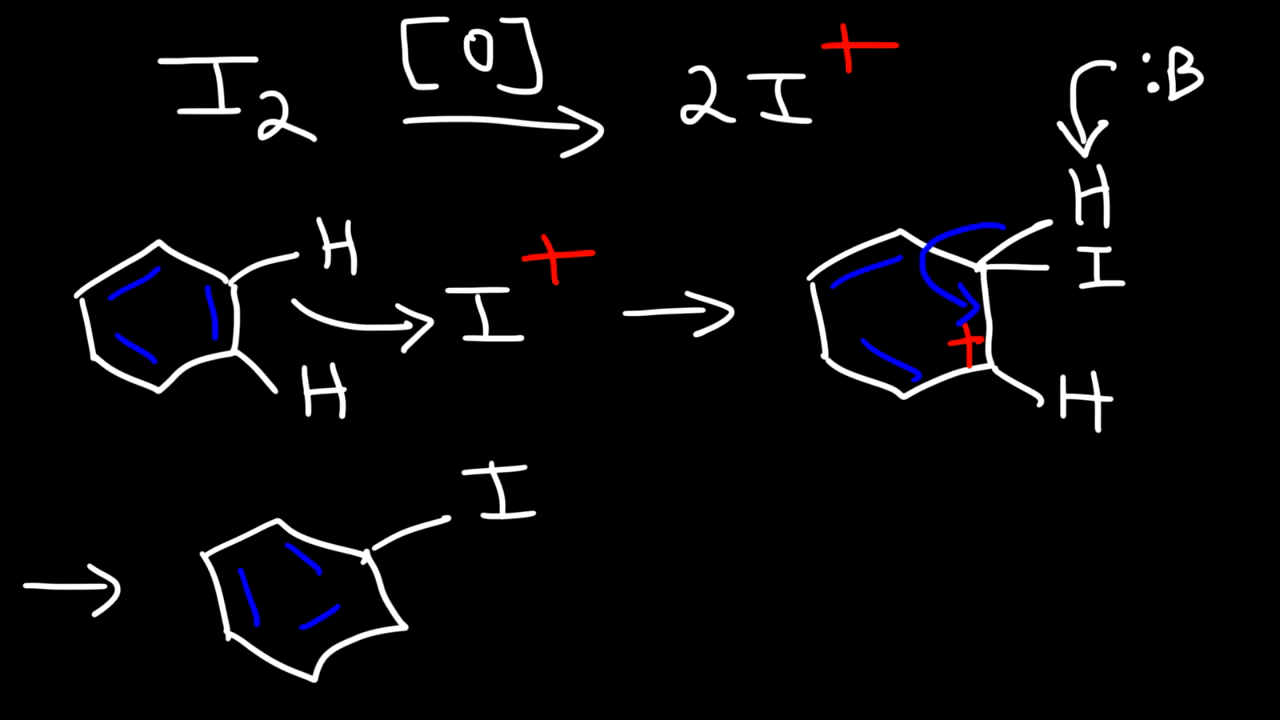 I₂ [O] → 2I+ :B
H I+ → H I +
H H
→ I